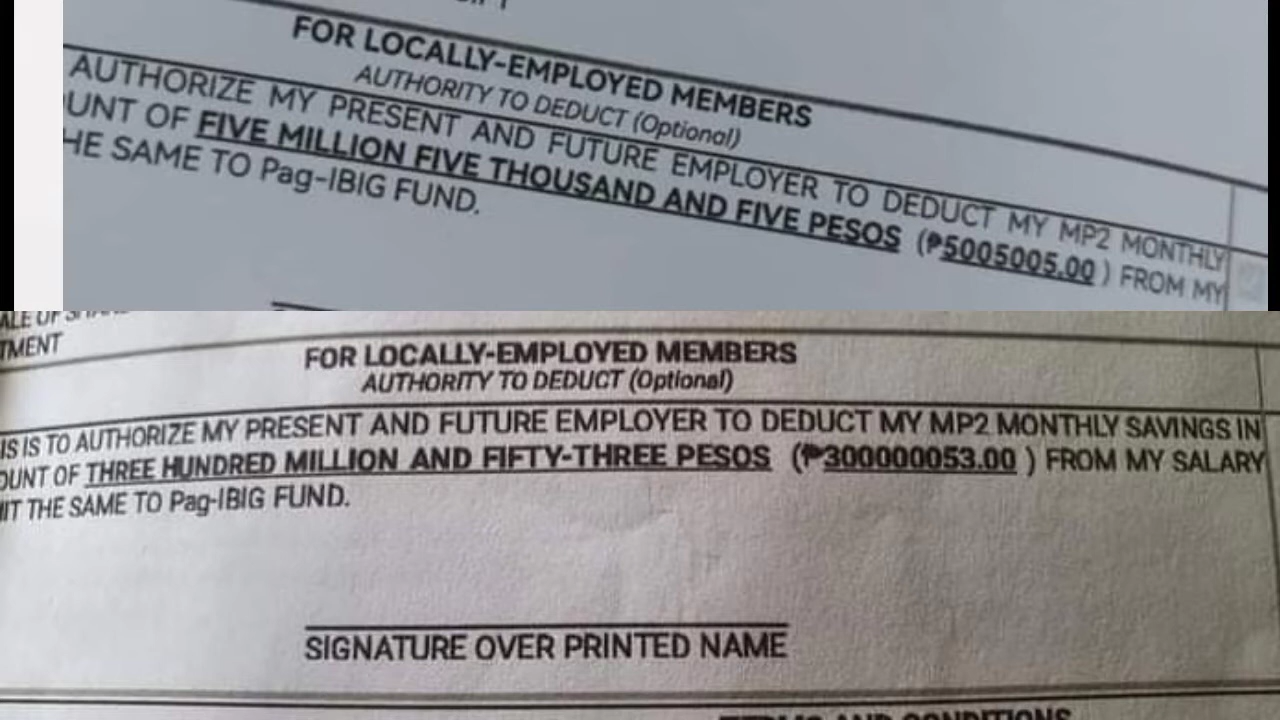 FOR LOCALLY-EMPLOYED MEMBERS
AUTHORITY TO DEDUCT (Optional)
AUTHORIZE MY PRESENT AND FUTURE EMPLOYER TO DEDUCT MY MP2 MONTHLY
UNT OF FIVE MILLION FIVE THOUSAND AND FIVE PESOS (₱5005005.00 ) FROM MY
HE SAME TO Pag-IBIG FUND.
TMENT
FOR LOCALLY-EMPLOYED MEMBERS
AUTHORITY TO DEDUCT (Optional)
IS IS TO AUTHORIZE MY PRESENT AND FUTURE EMPLOYER TO DEDUCT MY MP2 MONTHLY SAVINGS IN
OUNT OF THREE HUNDRED MILLION AND FIFTY-THREE PESOS (₱300000053.00 ) FROM MY SALARY
IT THE SAME TO Pag-IBIG FUND.
SIGNATURE OVER PRINTED NAME
TERMS AND CONDITIONS